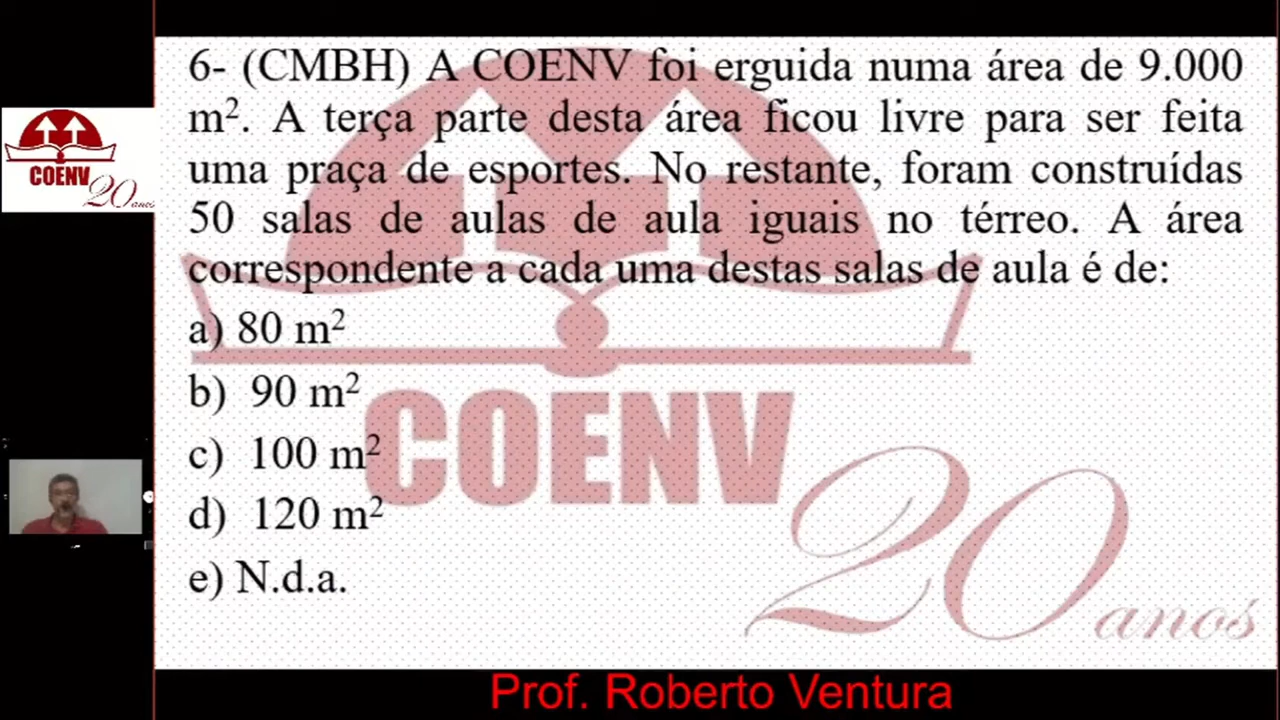 6- (CMBH) A COENV foi erguida numa área de 9.000
m². A terça parte desta área ficou livre para ser feita
uma praça de esportes. No restante, foram construídas
50 salas de aulas de aula iguais no térreo. A área
correspondente a cada uma destas salas de aula é de:
a) 80 m²
b) 90 m²
c) 100 m²
d) 120 m²
e) N.d.a.
COENV
20 anos
COENV
20 anos
Prof. Roberto Ventura